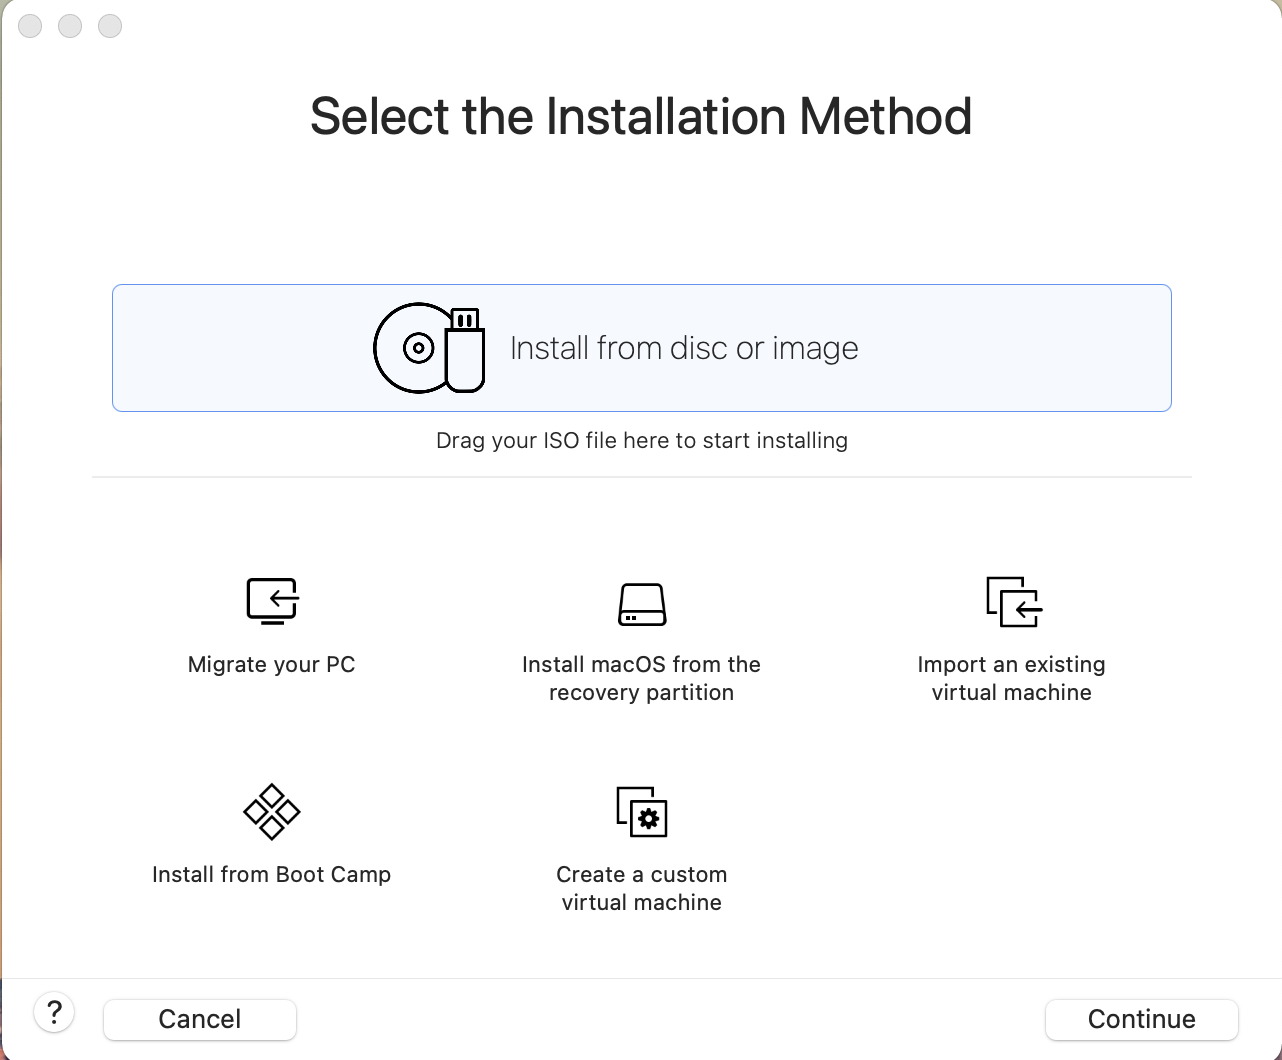 Select the Installation Method
Install from disc or image
Drag your ISO file here to start installing
Migrate your PC
Install macOS from the
recovery partition
Import an existing
virtual machine
Install from Boot Camp
Create a custom
virtual machine
?
Cancel
Continue